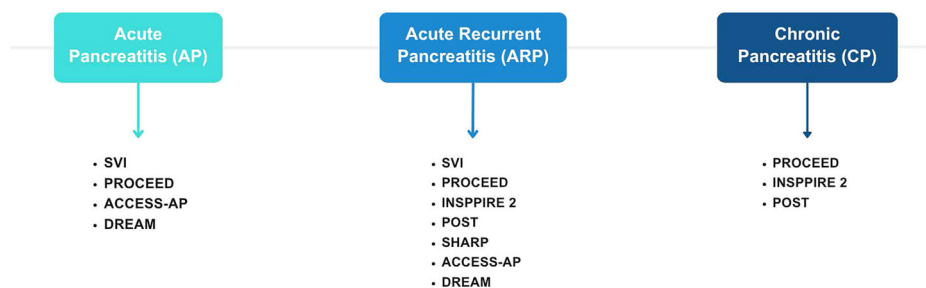 Acute
Pancreatitis (AP)
• SVI
• PROCEED
• ACCESS-AP
• DREAM
Acute Recurrent
Pancreatitis (ARP)
• SVI
• PROCEED
• INSPPIRE 2
• POST
• SHARP
• ACCESS-AP
• DREAM
Chronic
Pancreatitis (CP)
• PROCEED
• INSPPIRE 2
• POST